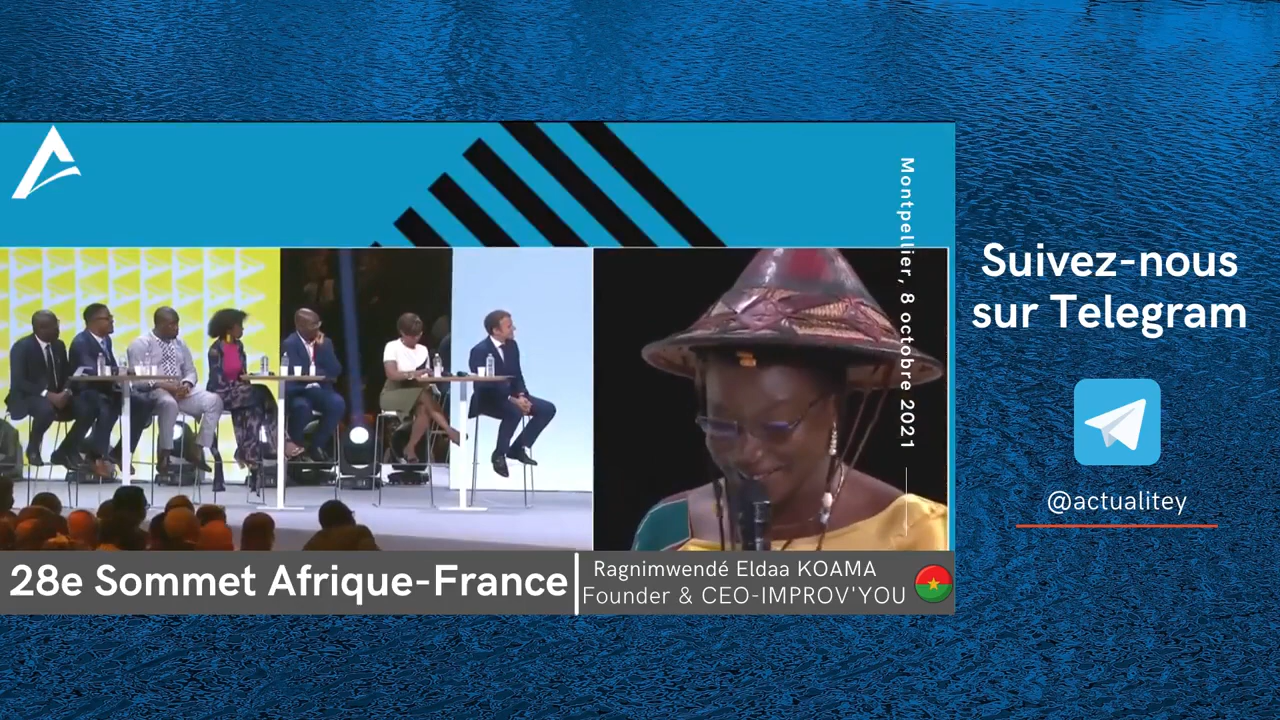 Montpellier, 8 octobre 2021
28e Sommet Afrique-France
Ragnimwendé Eldaa KOAMA
Founder & CEO-IMPROV'YOU
Suivez-nous
sur Telegram
@actualitey